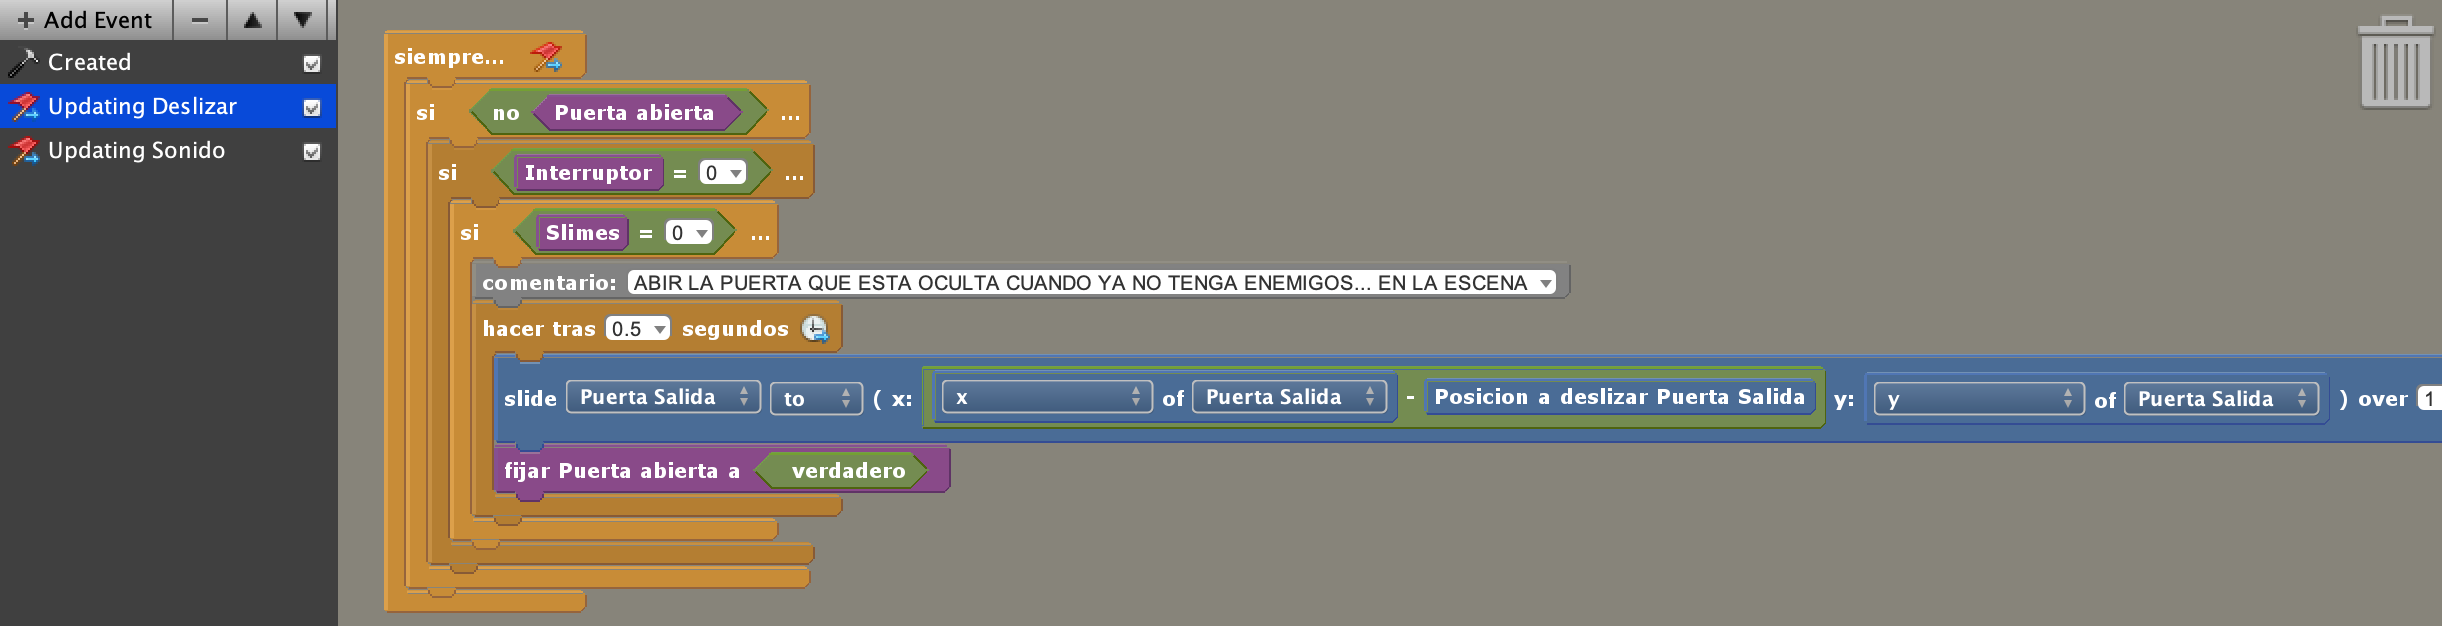 + Add Event
Created
Updating Deslizar
Updating Sonido
siempre...
si no Puerta abierta ...
si Interruptor = 0 ...
si Slimes = 0 ...
comentario: ABIR LA PUERTA QUE ESTA OCULTA CUANDO YA NO TENGA ENEMIGOS... EN LA ESCENA
hacer tras 0.5 segundos
slide Puerta Salida to ( x: x of Puerta Salida - Posicion a deslizar Puerta Salida y: y of Puerta Salida ) over 1
fijar Puerta abierta a verdadero